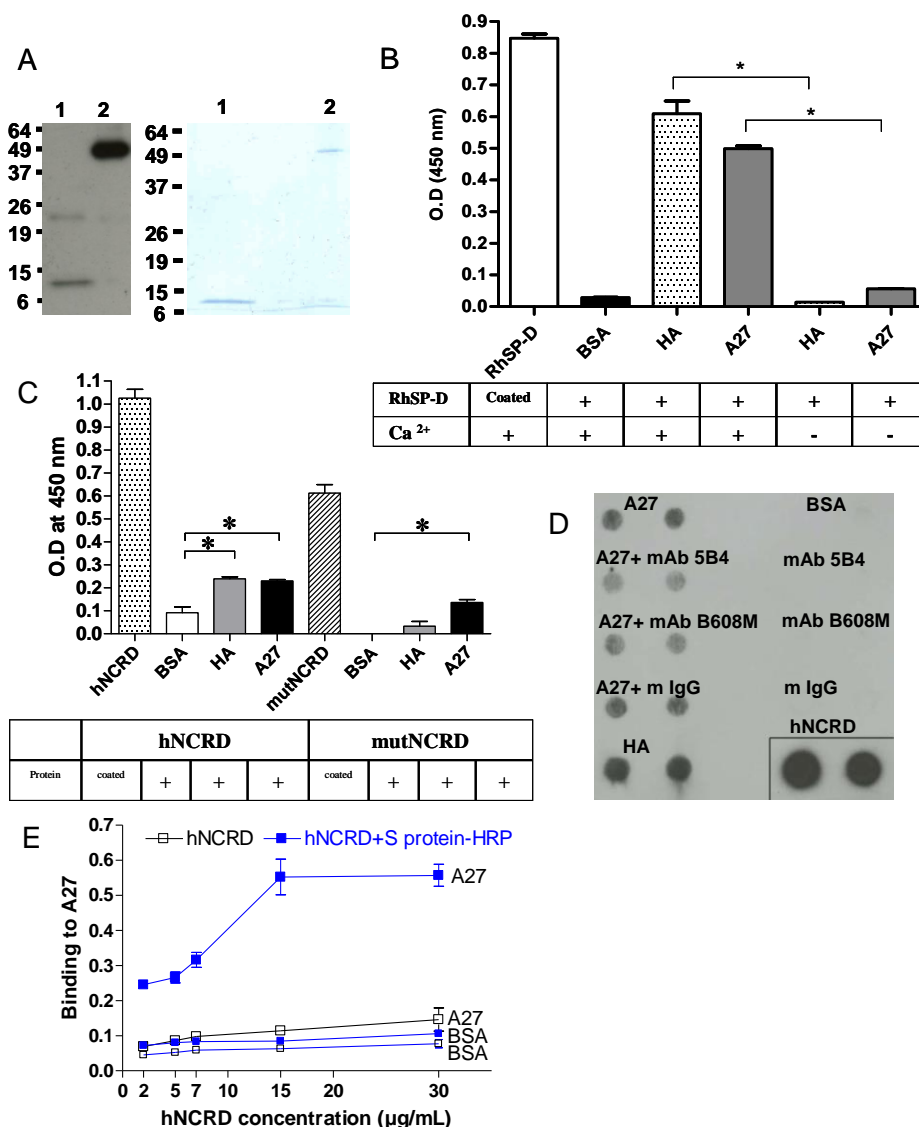 A
1 2
64
49
37
26
19
15
6
1 2
64
49
37
26
19
15
6
B
O.D (450 nm)
0.9
0.8
0.7
0.6
0.5
0.4
0.3
0.2
0.1
0.0
*
*
RhSP-D BSA HA A27 HA A27
RhSP-D Coated + + + + +
Ca 2+ + + + + - -
C
O.D at 450 nm
1.1
1.0
0.9
0.8
0.7
0.6
0.5
0.4
0.3
0.2
0.1
0.0
*
*
*
hNCRD BSA HA A27 mutNCRD BSA HA A27
hNCRD mutNCRD
Protein coated + + + coated + + +
D
A27 BSA
A27+ mAb 5B4 mAb 5B4
A27+ mAb B608M mAb B608M
A27+ m IgG m IgG
HA hNCRD
E
hNCRD hNCRD+S protein-HRP
Binding to A27
0.7
0.6
0.5
0.4
0.3
0.2
0.1
0.0
A27
A27
BSA
BSA
0 2 5 7 10 15 20 30
hNCRD concentration (µg/mL)